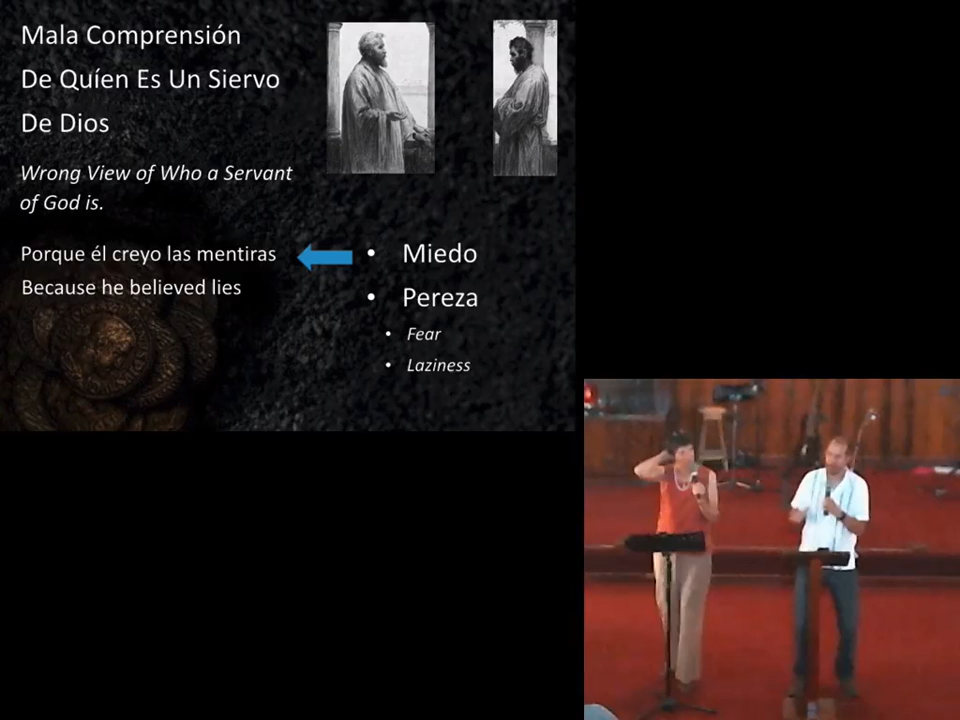 Mala Comprensión
De Quíen Es Un Siervo
De Dios
Wrong View of Who a Servant
of God is.
Porque él creyo las mentiras
Because he believed lies
• Miedo
• Pereza
• Fear
• Laziness